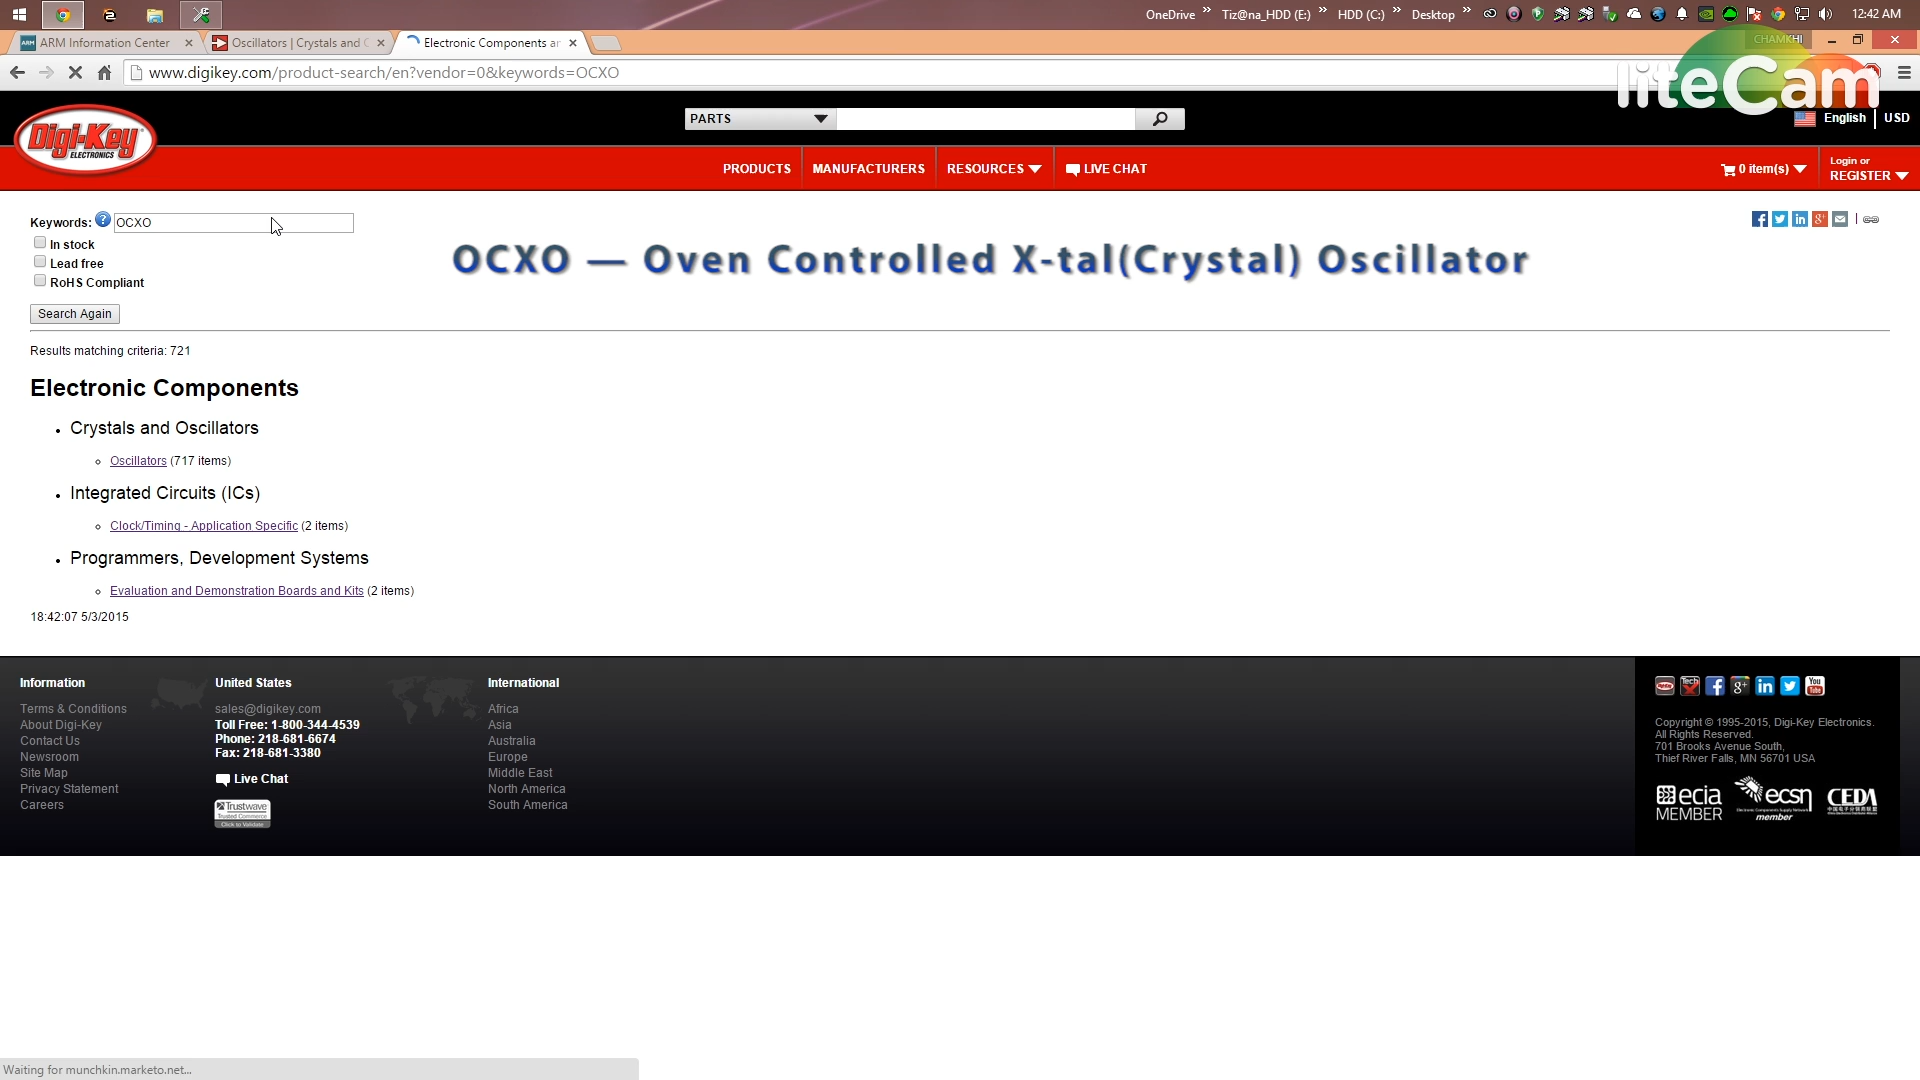 OneDrive » Tiz@na_HDD (E:) » HDD (C:) » Desktop » 12:42 AM
ARM Information Center × Oscillators | Crystals and × Electronic Components ar ×
CHAMKHI
www.digikey.com/product-search/en?vendor=0&keywords=OCXO
liteCam
Digi-Key
ELECTRONICS
PARTS
English | USD
PRODUCTS MANUFACTURERS RESOURCES LIVE CHAT 0 item(s) Login or
REGISTER
Keywords: ? OCXO
In stock
Lead free
RoHS Compliant
OCXO — Oven Controlled X-tal(Crystal) Oscillator
Search Again
Results matching criteria: 721
Electronic Components
Crystals and Oscillators
Oscillators (717 items)
Integrated Circuits (ICs)
Clock/Timing - Application Specific (2 items)
Programmers, Development Systems
Evaluation and Demonstration Boards and Kits (2 items)
18:42:07 5/3/2015
Information
Terms & Conditions
About Digi-Key
Contact Us
Newsroom
Site Map
Privacy Statement
Careers
United States
sales@digikey.com
Toll Free: 1-800-344-4539
Phone: 218-681-6674
Fax: 218-681-3380
Live Chat
Trustwave
Trusted Commerce
Click to Validate
International
Africa
Asia
Australia
Europe
Middle East
North America
South America
Copyright © 1995-2015, Digi-Key Electronics.
All Rights Reserved.
701 Brooks Avenue South,
Thief River Falls, MN 56701 USA
ecia
MEMBER
ecsn
member
CEDA
Waiting for munchkin.marketo.net...